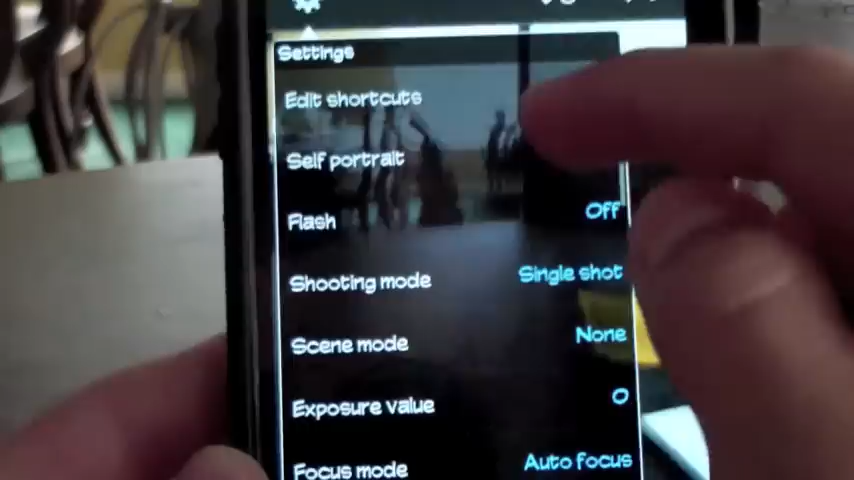 Settings
Edit shortcuts
Self portrait
Flash Off
Shooting mode Single shot
Scene mode None
Exposure value 0
Focus mode Auto focus